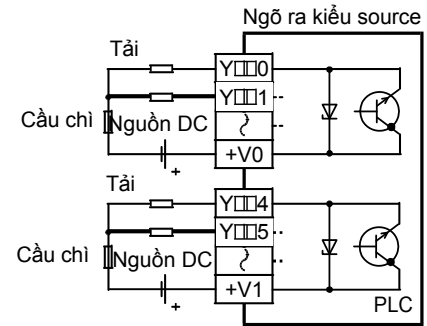 Ngõ ra kiểu source
Tải
Y□□0
Y□□1
Cầu chì
Nguồn DC
+V0
+
Tải
Y□□4
Y□□5
Cầu chì
Nguồn DC
+V1
+
PLC